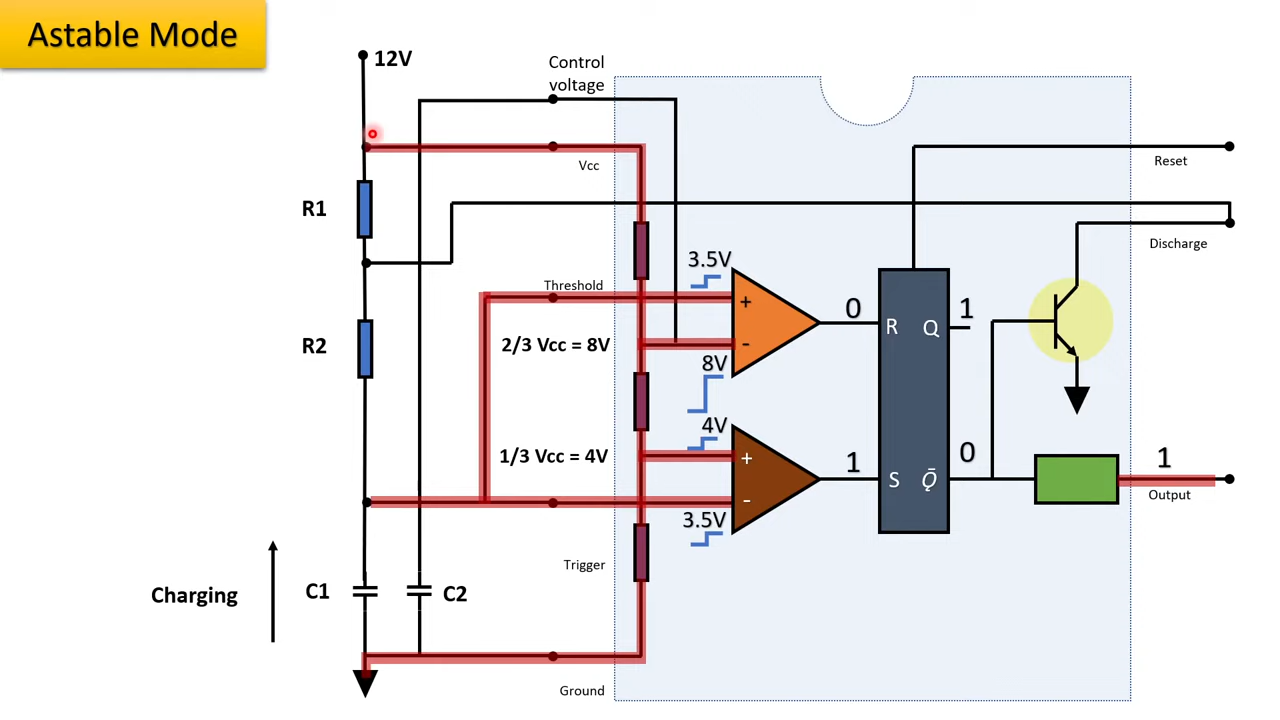 Astable Mode
12V
Control
voltage
Vcc
Reset
R1
Discharge
3.5V
Threshold
+
0
R
Q
1
R2
2/3 Vcc = 8V
-
8V
4V
1/3 Vcc = 4V
+
1
S
Q̄
0
1
Output
-
3.5V
Trigger
Charging
C1
C2
Ground